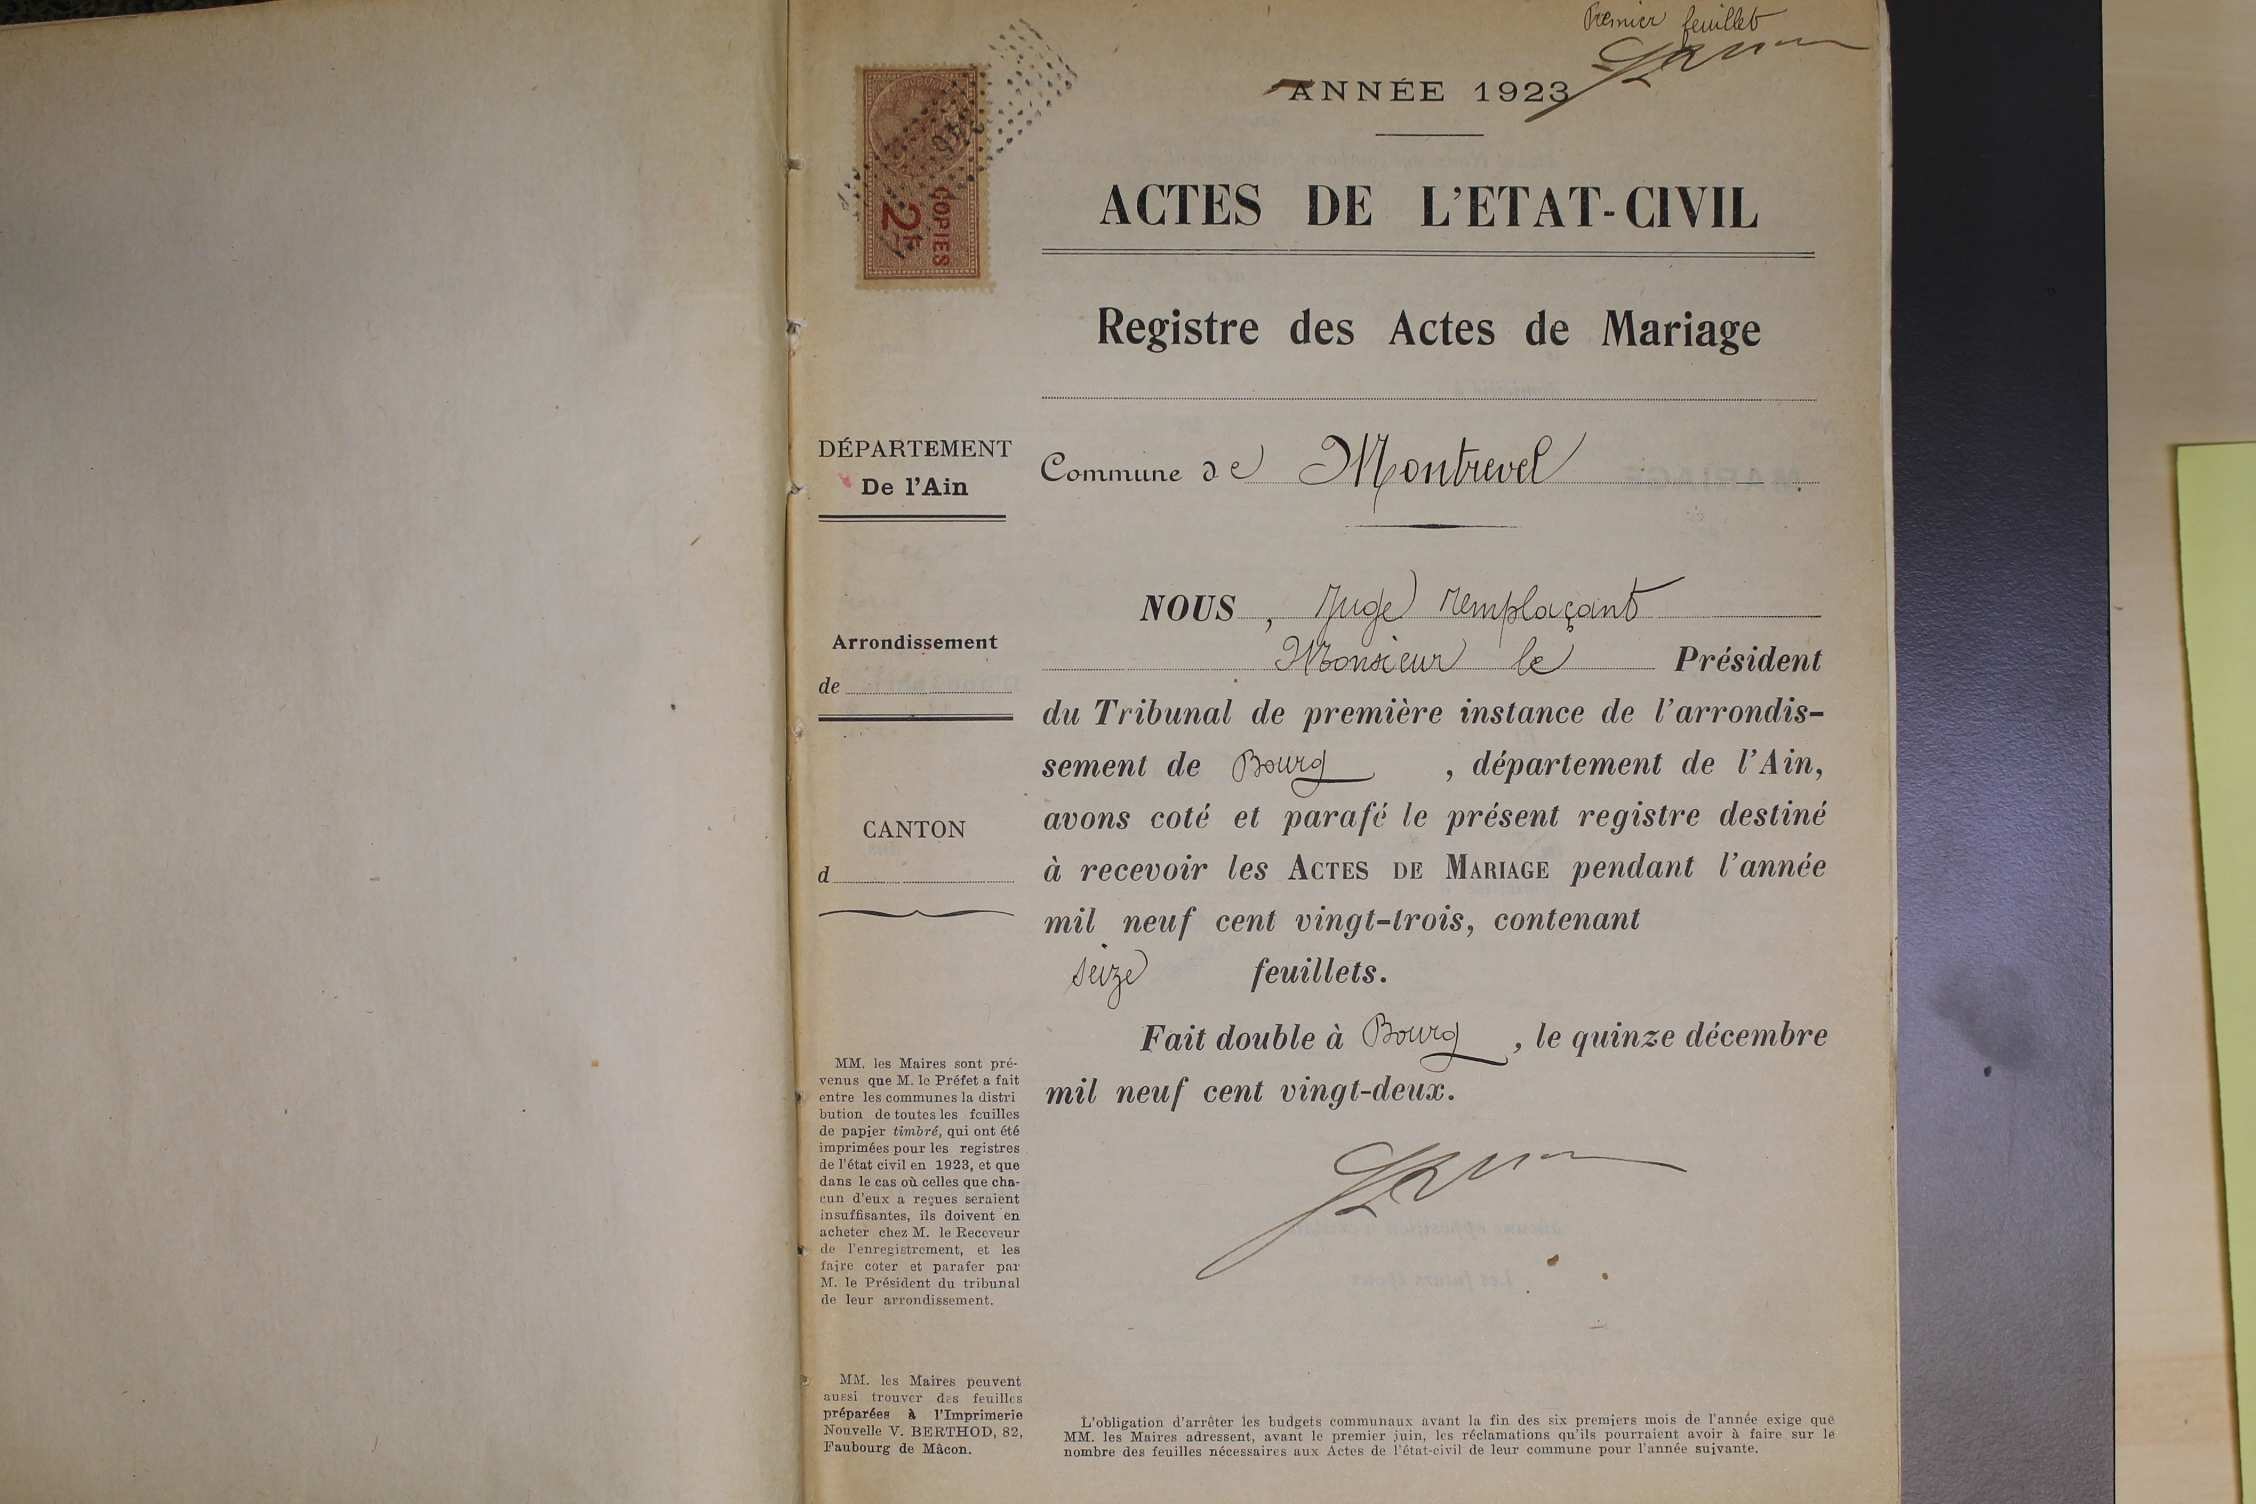 Premier feuillet
ANNÉE 1923
COPIES
2f
ACTES DE L'ETAT-CIVIL
Registre des Actes de Mariage
DÉPARTEMENT
De l'Ain
Commune de Montrevel
Arrondissement
de
CANTON
d
NOUS, Juge remplaçant
Monsieur le Président
du Tribunal de première instance de l'arrondis-
sement de Bourg, département de l'Ain,
avons coté et parafé le présent registre destiné
à recevoir les ACTES DE MARIAGE pendant l'année
mil neuf cent vingt-trois, contenant
seize feuillets.
Fait double à Bourg, le quinze décembre
mil neuf cent vingt-deux.
MM. les Maires sont pré-
venus que M. le Préfet a fait
entre les communes la distri
bution de toutes les feuilles
de papier timbré, qui ont été
imprimées pour les registres
de l'état civil en 1923, et que
dans le cas où celles que cha-
cun d'eux a reçues seraient
insuffisantes, ils doivent en
acheter chez M. le Receveur
de l'enregistrement, et les
faire coter et parafer par
M. le Président du tribunal
de leur arrondissement.
MM. les Maires peuvent
aussi trouver des feuilles
préparées à l'Imprimerie
Nouvelle V. BERTHOD, 82,
Faubourg de Mâcon.
L'obligation d'arrêter les budgets communaux avant la fin des six premiers mois de l'année exige que
MM. les Maires adressent, avant le premier juin, les réclamations qu'ils pourraient avoir à faire sur le
nombre des feuilles nécessaires aux Actes de l'état-civil de leur commune pour l'année suivante.